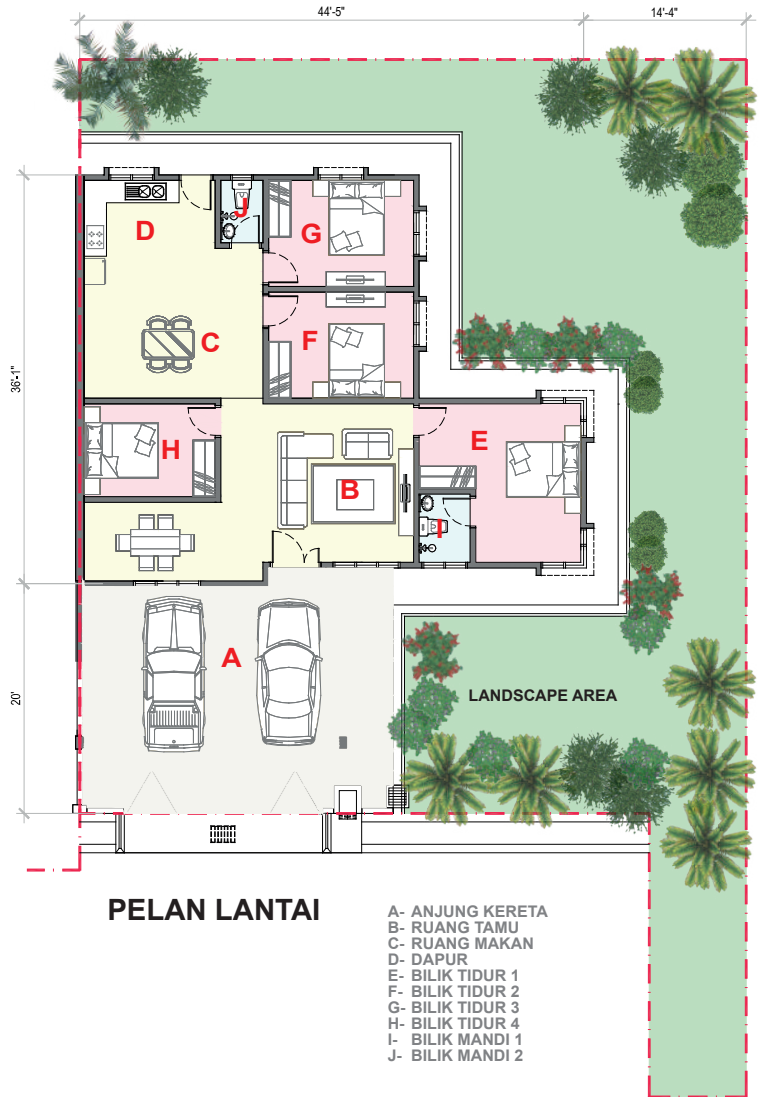 44'-5"
14'-4"
J
G
D
C
F
36'-1"
E
H
B
I
A
20'
LANDSCAPE AREA
PELAN LANTAI
A- ANJUNG KERETA
B- RUANG TAMU
C- RUANG MAKAN
D- DAPUR
E- BILIK TIDUR 1
F- BILIK TIDUR 2
G- BILIK TIDUR 3
H- BILIK TIDUR 4
I- BILIK MANDI 1
J- BILIK MANDI 2